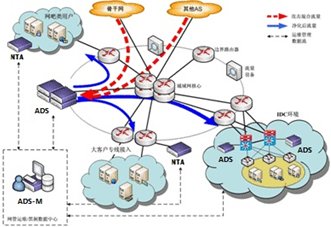 网吧类用户
骨干网
其他AS
攻击混合流量
净化后流量
运维管理
数据流
NTA
边界路由器
流量
设备
ADS
城域网核心
IDC环境
大客户专线接入
NTA
ADS
ADS
ADS-M
网管运维/黑洞数据中心